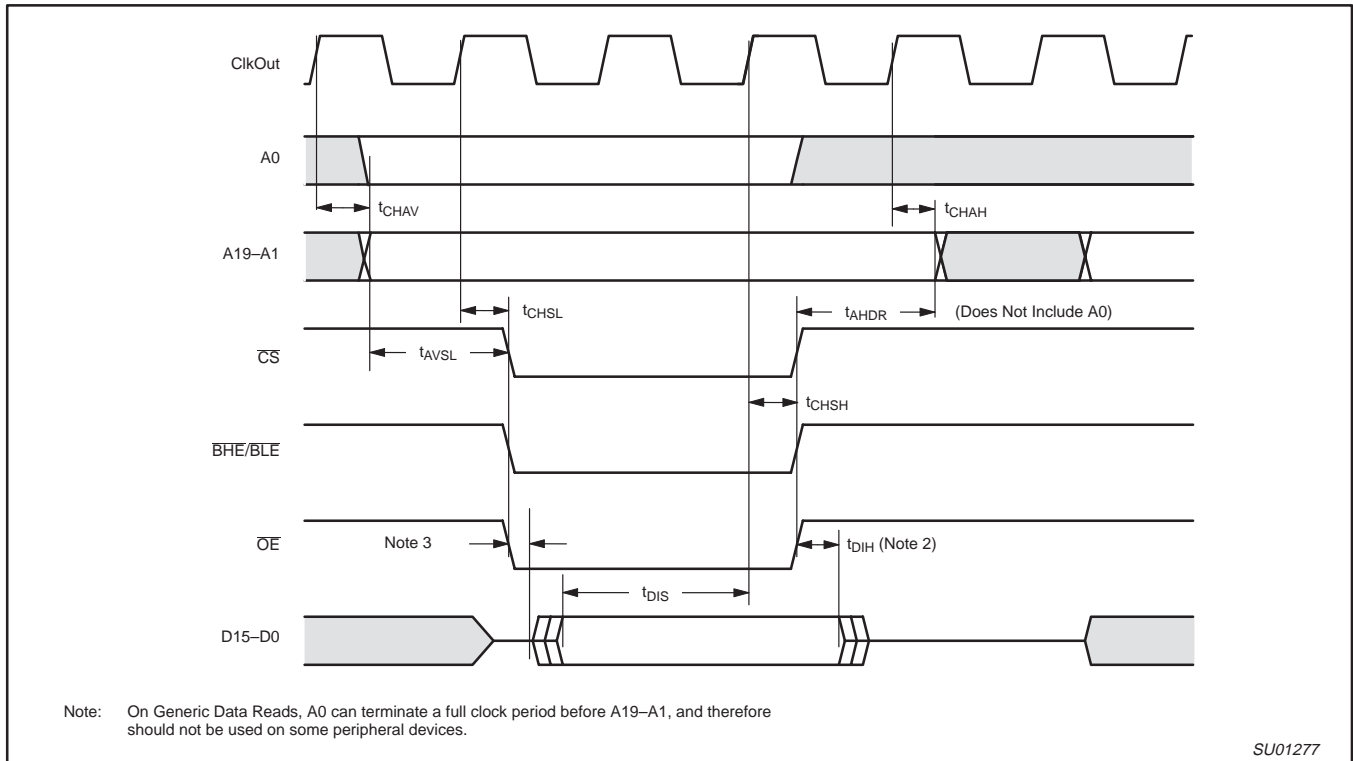 ClkOut
A0
tCHAV
tCHAH
A19–A1
tCHSL
tAHDR
(Does Not Include A0)
CS
tAVSL
tCHSH
BHE/BLE
OE
Note 3
tDIH (Note 2)
tDIS
D15–D0
Note: On Generic Data Reads, A0 can terminate a full clock period before A19–A1, and therefore
should not be used on some peripheral devices.
SU01277